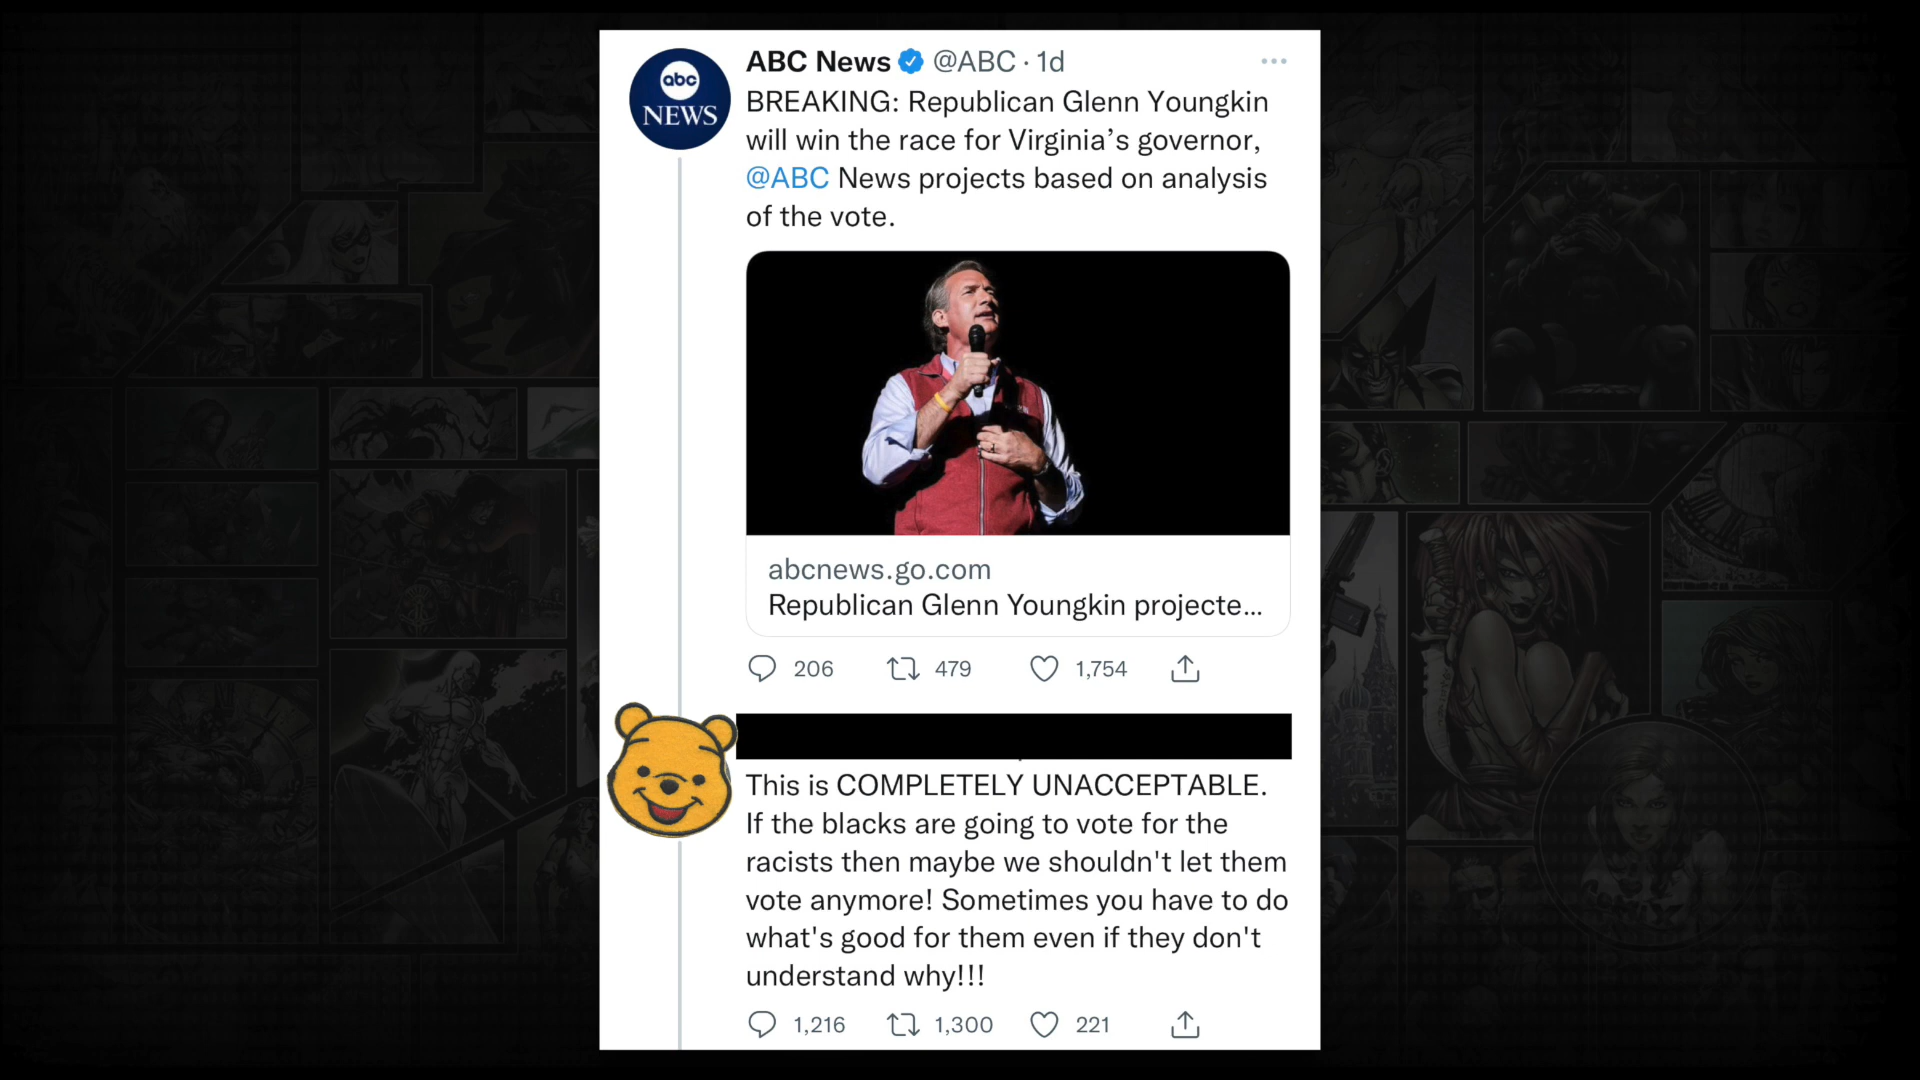 abc
NEWS
ABC News @ABC · 1d
BREAKING: Republican Glenn Youngkin
will win the race for Virginia’s governor,
@ABC News projects based on analysis
of the vote.
abcnews.go.com
Republican Glenn Youngkin projecte...
206 479 1,754
This is COMPLETELY UNACCEPTABLE.
If the blacks are going to vote for the
racists then maybe we shouldn't let them
vote anymore! Sometimes you have to do
what's good for them even if they don't
understand why!!!
1,216 1,300 221